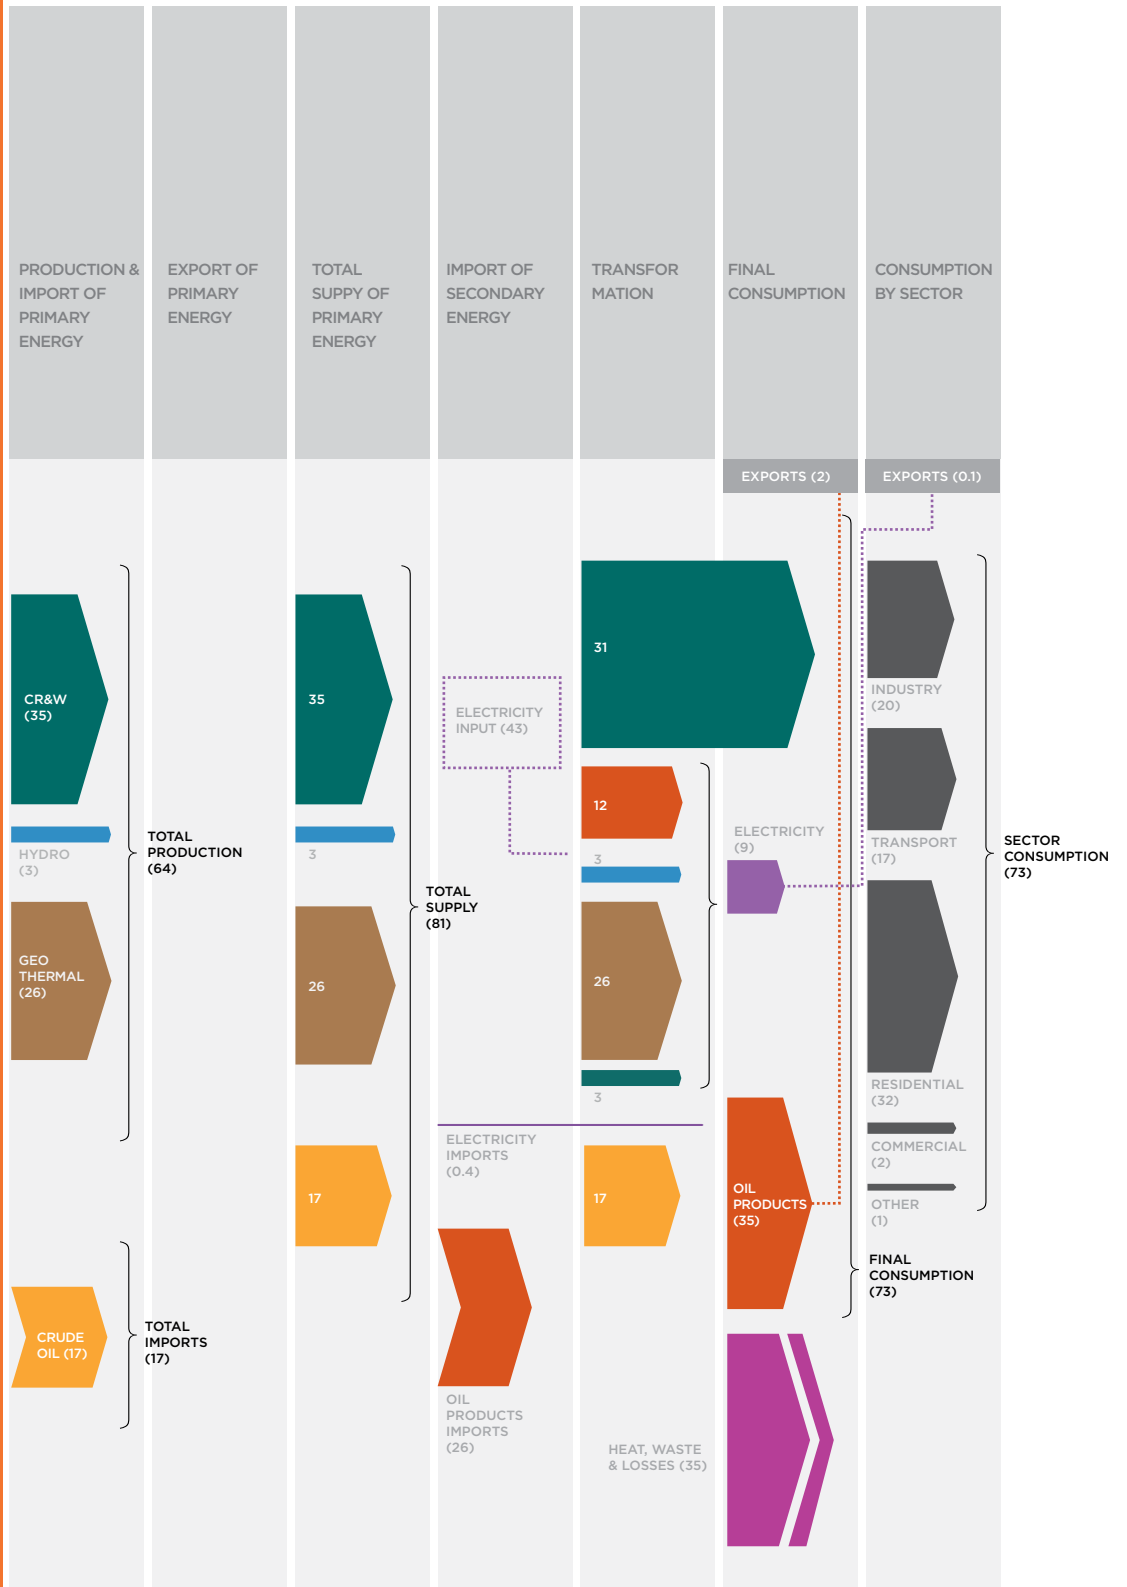 PRODUCTION &
IMPORT OF
PRIMARY
ENERGY
EXPORT OF
PRIMARY
ENERGY
TOTAL
SUPPY OF
PRIMARY
ENERGY
IMPORT OF
SECONDARY
ENERGY
TRANSFOR
MATION
FINAL
CONSUMPTION
CONSUMPTION
BY SECTOR
EXPORTS (2)
EXPORTS (0.1)
CR&W
(35)
HYDRO
(3)
GEO
THERMAL
(26)
TOTAL
PRODUCTION
(64)
CRUDE
OIL (17)
TOTAL
IMPORTS
(17)
35
3
26
17
TOTAL
SUPPLY
(81)
ELECTRICITY
INPUT (43)
ELECTRICITY
IMPORTS
(0.4)
OIL
PRODUCTS
IMPORTS
(26)
31
12
3
26
3
17
HEAT, WASTE
& LOSSES (35)
ELECTRICITY
(9)
OIL
PRODUCTS
(35)
FINAL
CONSUMPTION
(73)
INDUSTRY
(20)
TRANSPORT
(17)
RESIDENTIAL
(32)
COMMERCIAL
(2)
OTHER
(1)
SECTOR
CONSUMPTION
(73)